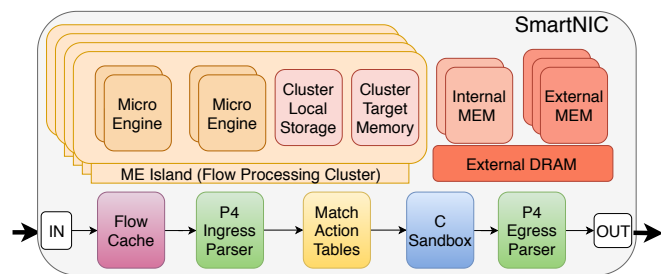 SmartNIC
Micro
Engine
Micro
Engine
Cluster
Local
Storage
Cluster
Target
Memory
Internal
MEM
External
MEM
ME Island (Flow Processing Cluster)
External DRAM
IN
Flow
Cache
P4
Ingress
Parser
Match
Action
Tables
C
Sandbox
P4
Egress
Parser
OUT